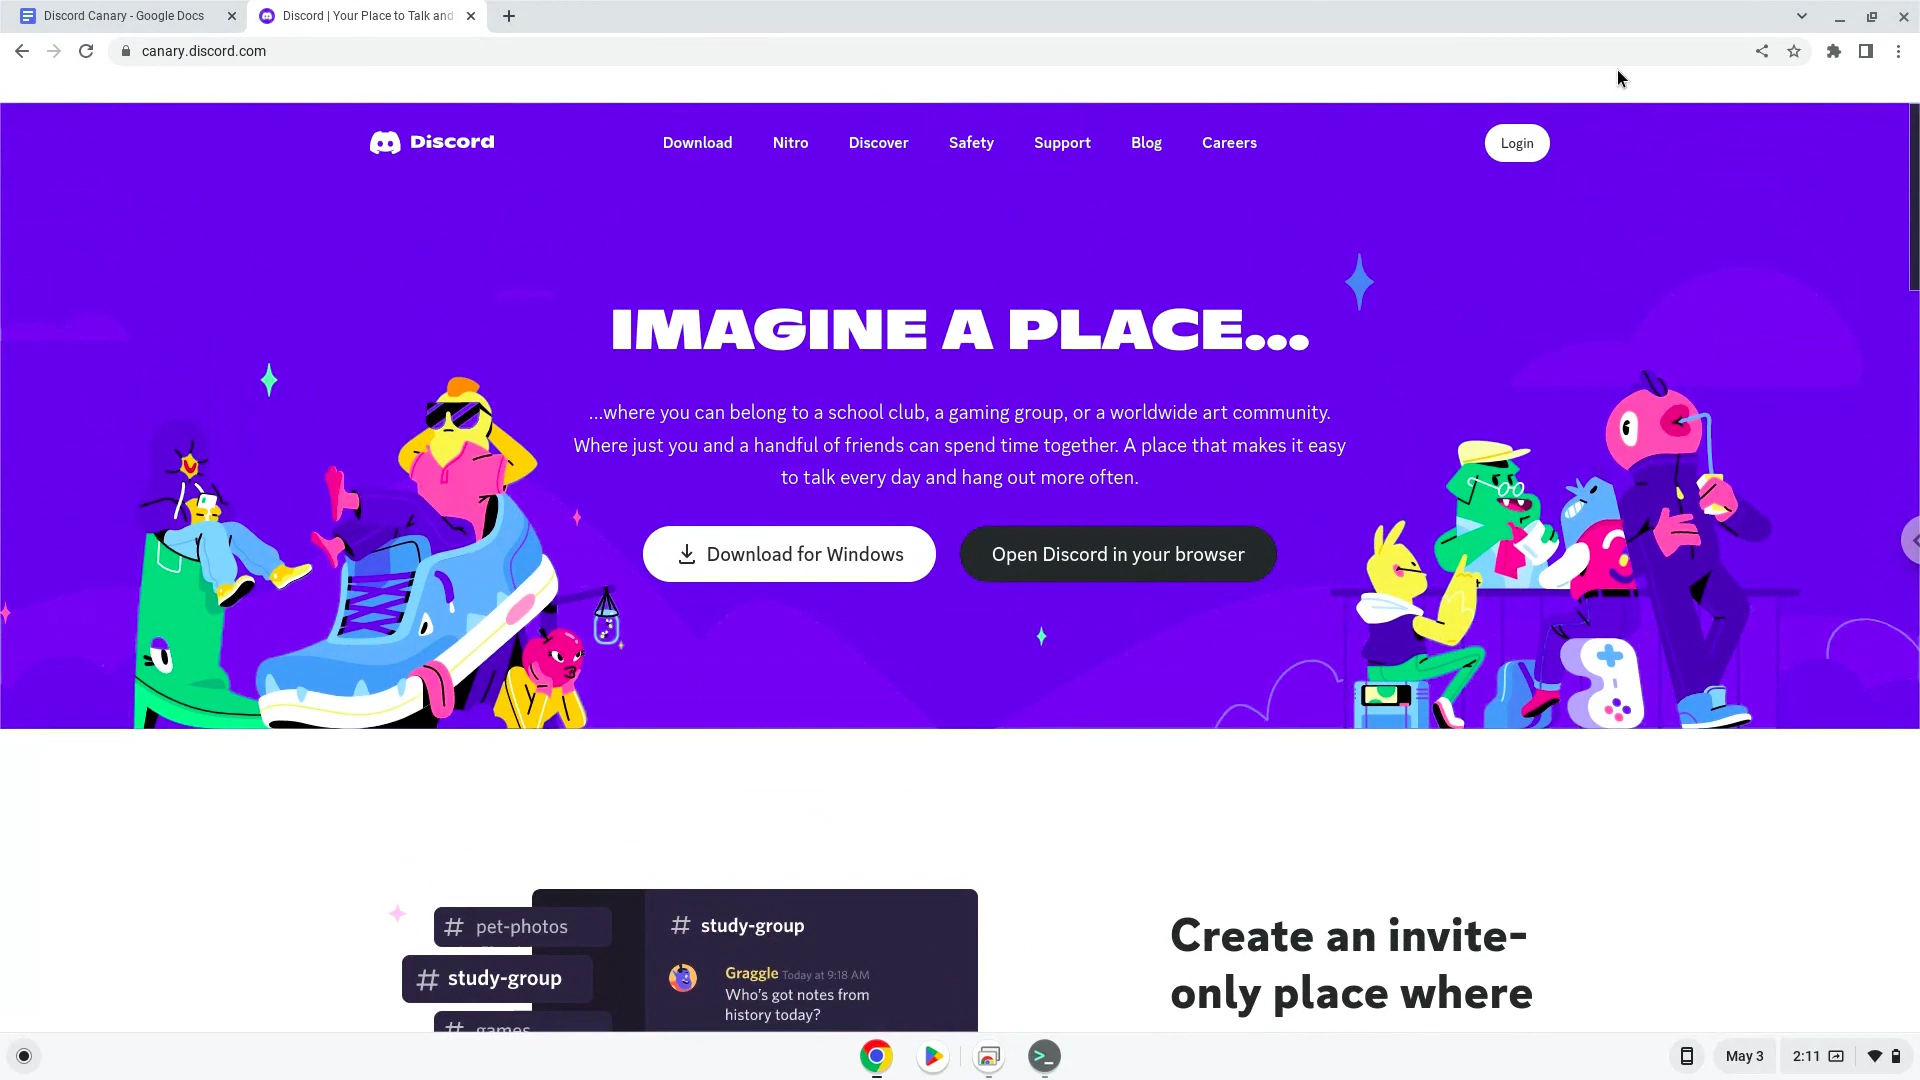 Discord Canary - Google Docs
Discord | Your Place to Talk and
canary.discord.com
Discord
Download
Nitro
Discover
Safety
Support
Blog
Careers
Login
IMAGINE A PLACE...
...where you can belong to a school club, a gaming group, or a worldwide art community.
Where just you and a handful of friends can spend time together. A place that makes it easy
to talk every day and hang out more often.
Download for Windows
Open Discord in your browser
# pet-photos
# study-group
# games
# study-group
Graggle Today at 9:18 AM
Who's got notes from
history today?
Create an invite-
only place where
May 3
2:11